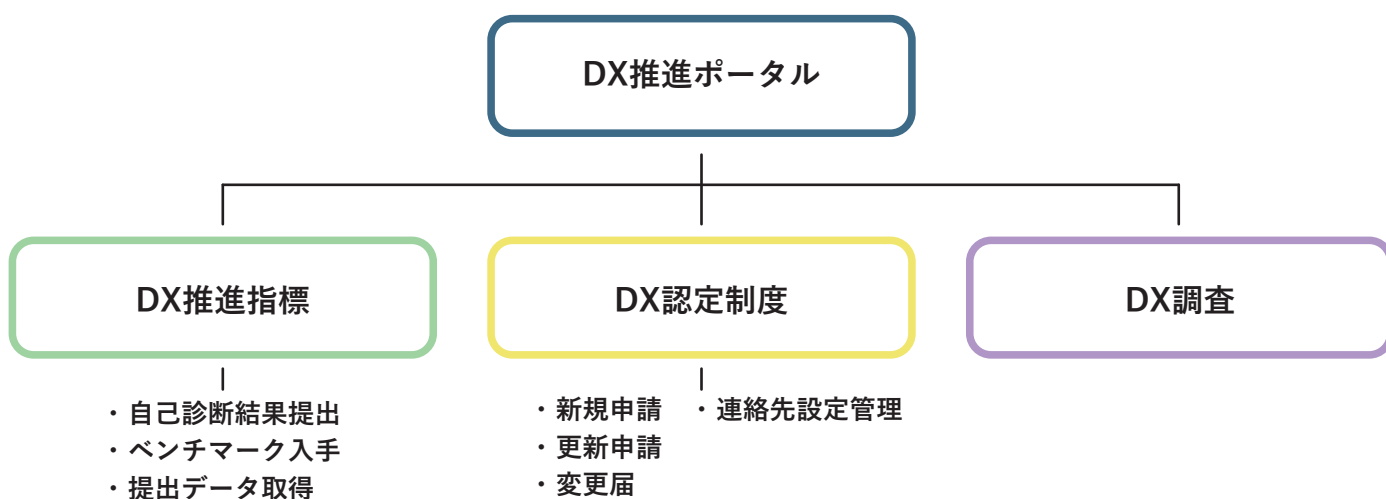 DX推進ポータル
DX推進指標
DX認定制度
DX調査
・自己診断結果提出
・ベンチマーク入手
・提出データ取得
・新規申請 ・連絡先設定管理
・更新申請
・変更届